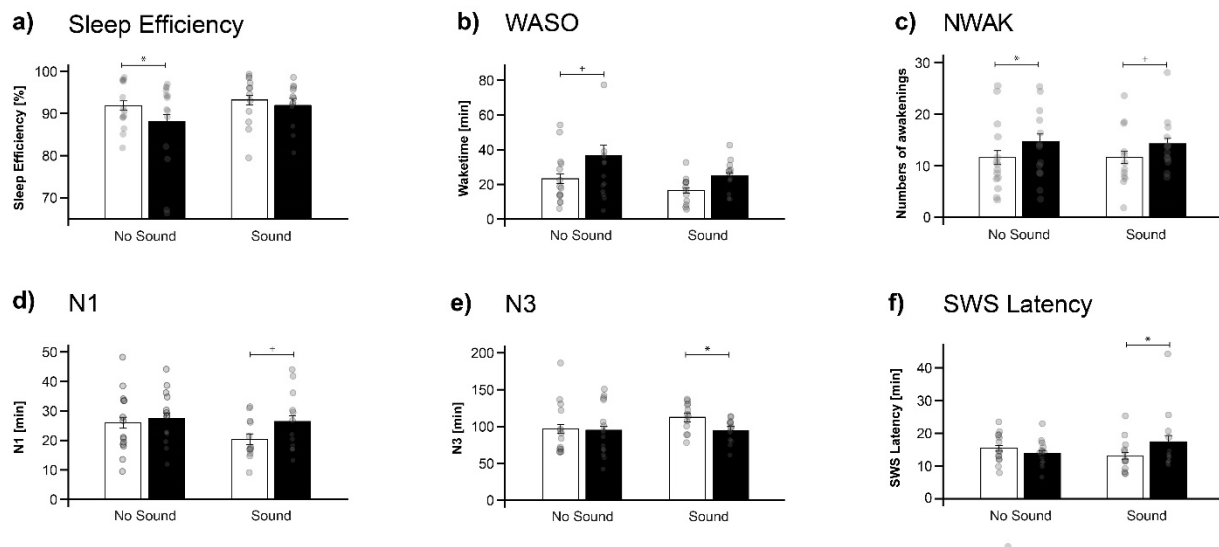 a) Sleep Efficiency
Sleep Efficiency [%]
100
90
80
70
*
No Sound Sound
b) WASO
Waketime [min]
80
60
40
20
0
+
No Sound Sound
c) NWAK
Numbers of awakenings
30
20
10
0
* +
No Sound Sound
d) N1
N1 [min]
50
40
30
20
10
0
+
No Sound Sound
e) N3
N3 [min]
200
150
100
50
0
*
No Sound Sound
f) SWS Latency
SWS Latency [min]
40
30
20
10
0
*
No Sound Sound